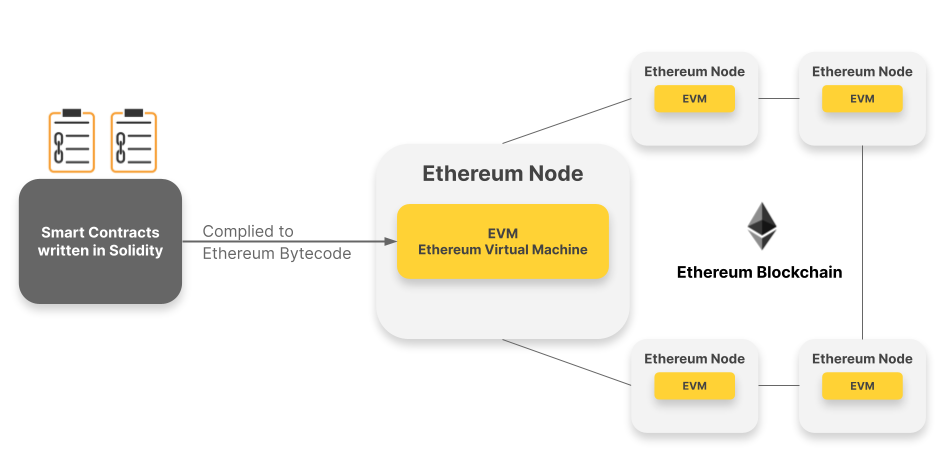 Smart Contracts
written in Solidity
Complied to
Ethereum Bytecode
Ethereum Node
EVM
Ethereum Virtual Machine
Ethereum Node
EVM
Ethereum Node
EVM
Ethereum Blockchain
Ethereum Node
EVM
Ethereum Node
EVM